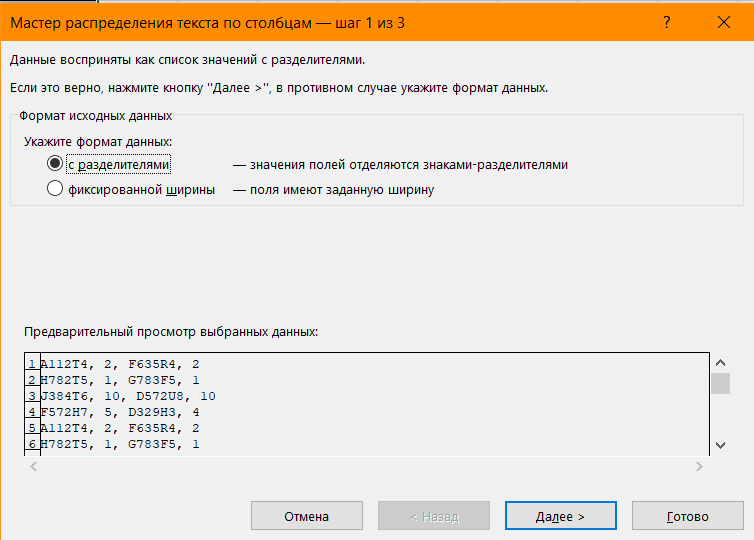 Мастер распределения текста по столбцам — шаг 1 из 3 ?
Данные восприняты как список значений с разделителями.
Если это верно, нажмите кнопку "Далее >", в противном случае укажите формат данных.
Формат исходных данных
Укажите формат данных:
с разделителями — значения полей отделяются знаками-разделителями
фиксированной ширины — поля имеют заданную ширину
Предварительный просмотр выбранных данных:
1 A112T4, 2, F635R4, 2
2 H782T5, 1, G783F5, 1
3 J384T6, 10, D572U8, 10
4 F572H7, 5, D329H3, 4
5 A112T4, 2, F635R4, 2
6 H782T5, 1, G783F5, 1
Отмена < Назад Далее > Готово